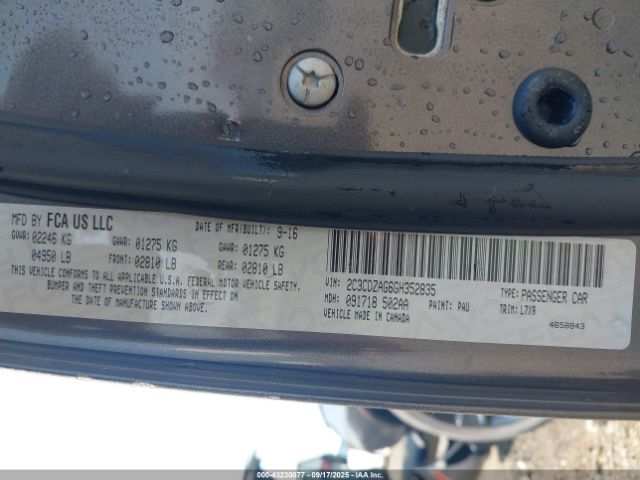 MFD BY FCA US LLC
DATE OF MFR(BUILT): 9-16
GVWR: 02246 KG GAWR: 01275 KG GAWR: 01275 KG
04950 LB FRONT: 02810 LB REAR: 02810 LB
THIS VEHICLE CONFORMS TO ALL APPLICABLE U.S.A. FEDERAL MOTOR VEHICLE SAFETY,
BUMPER AND THEFT PREVENTION STANDARDS IN EFFECT ON
THE DATE OF MANUFACTURE SHOWN ABOVE.
VIN: 2C3CDZAG6GH352835 TYPE: PASSENGER CAR
MDH: 091718 502AA PAINT: PAU TRIM: L7X9
VEHICLE MADE IN CANADA 4658843
000-43230077 09/17/2025 #43077